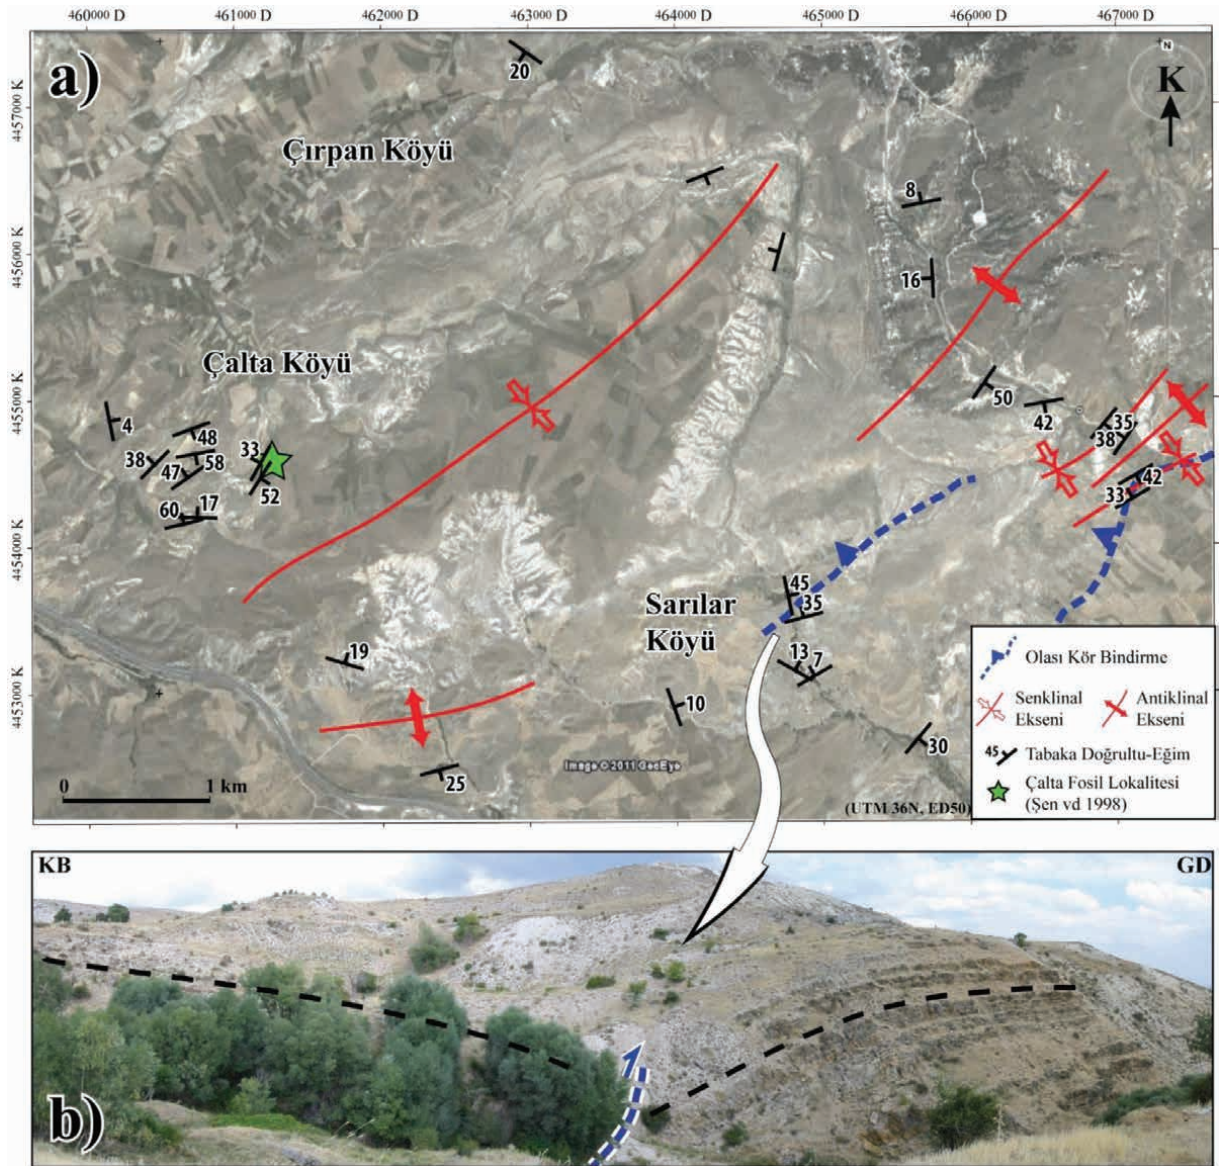 460000 D
461000 D
462000 D
463000 D
464000 D
465000 D
466000 D
467000 D
4457000 K
4456000 K
4455000 K
4454000 K
4453000 K
a)
N
K
20
Çırpan Köyü
8
16
Çalta Köyü
50
42
35
38
4
48
38
58
47
33
52
17
60
42
33
45
35
Sarılar
Köyü
19
13
7
10
30
25
0
1 km
Image © 2011 GeoEye
(UTM 36N, ED50)
Olası Kör Bindirme
Senklinal
Ekseni
Antiklinal
Ekseni
45
Tabaka Doğrultu-Eğim
Çalta Fosil Lokalitesi
(Şen vd 1998)
KB
GD
b)